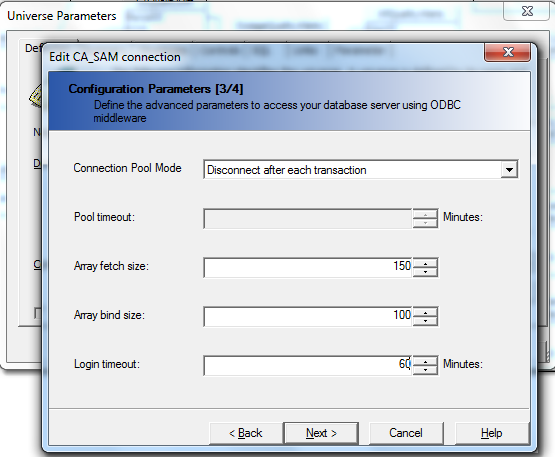 Universe Parameters
Edit CA_SAM connection
Configuration Parameters [3/4]
Define the advanced parameters to access your database server using ODBC
middleware
Connection Pool Mode
Disconnect after each transaction
Pool timeout:
Minutes:
Array fetch size:
150
Array bind size:
100
Login timeout:
60
Minutes:
< Back
Next >
Cancel
Help